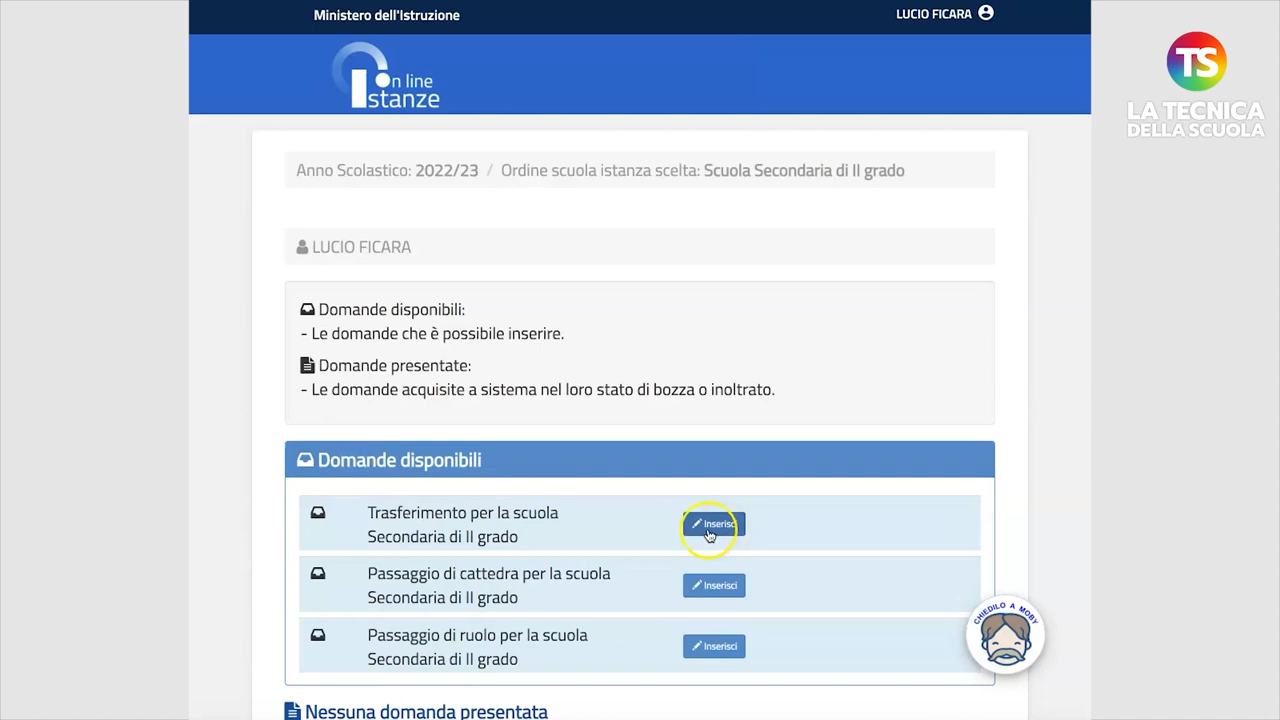 Ministero dell'Istruzione
LUCIO FICARA
TS
LA TECNICA
DELLA SCUOLA
on line
Istanze
Anno Scolastico: 2022/23 / Ordine scuola istanza scelta: Scuola Secondaria di II grado
LUCIO FICARA
Domande disponibili:
- Le domande che è possibile inserire.
Domande presentate:
- Le domande acquisite a sistema nel loro stato di bozza o inoltrato.
Domande disponibili
Trasferimento per la scuola
Secondaria di II grado
Inserisci
Passaggio di cattedra per la scuola
Secondaria di II grado
Inserisci
Passaggio di ruolo per la scuola
Secondaria di II grado
Inserisci
CHIEDILO A MOBY
Nessuna domanda presentata